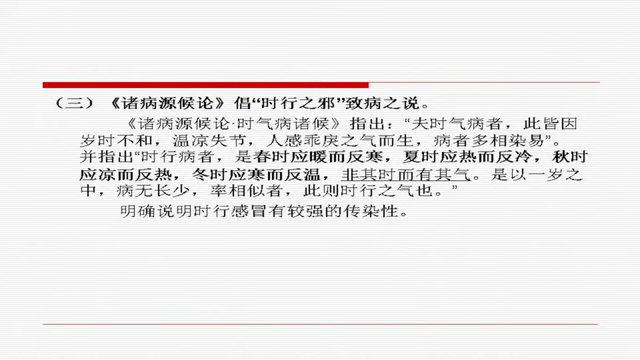 （三）《诸病源候论》倡“时行之邪”致病之说。
《诸病源候论·时气病诸候》指出：“夫时气病者，此皆因
岁时不和，温凉失节，人感乖戾之气而生，病者多相染易”。
并指出“时行病者，是春时应暖而反寒，夏时应热而反冷，秋时
应凉而反热，冬时应寒而反温，非其时而有其气。是以一岁之
中，病无长少，率相似者，此则时行之气也。”
明确说明时行感冒有较强的传染性。